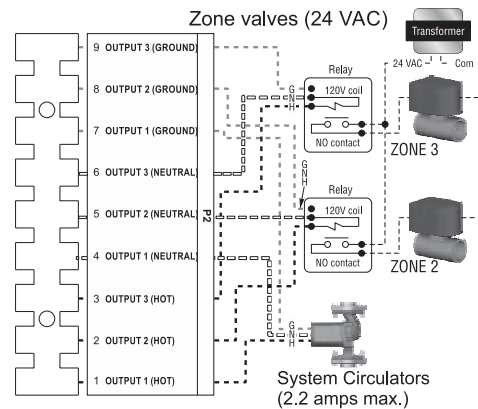 Zone valves (24 VAC)
Transformer
24 VAC
Com
9 OUTPUT 3 (GROUND)
8 OUTPUT 2 (GROUND)
7 OUTPUT 1 (GROUND)
6 OUTPUT 3 (NEUTRAL)
5 OUTPUT 2 (NEUTRAL)
4 OUTPUT 1 (NEUTRAL)
3 OUTPUT 3 (HOT)
2 OUTPUT 2 (HOT)
1 OUTPUT 1 (HOT)
P2
Relay
G
N
H
120V coil
NO contact
ZONE 3
Relay
G
N
H
120V coil
NO contact
ZONE 2
G
N
H
System Circulators
(2.2 amps max.)